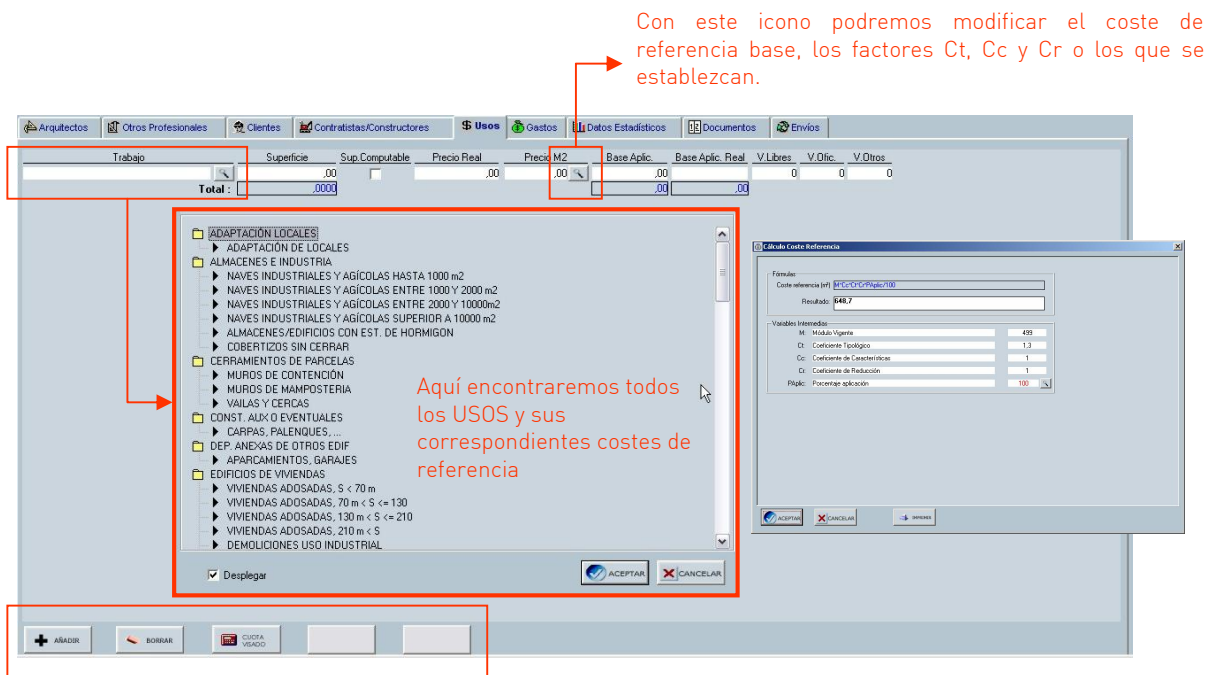 Con este icono podremos modificar el coste de
referencia base, los factores Ct, Cc y Cr o los que se
establezcan.
Arquitectos Otros Profesionales Clientes Contratistas/Constructores $ Usos Gastos Datos Estadísticos Documentos Envíos
Trabajo Superficie Sup.Computable Precio Real Precio M2 Base Aplic. Base Aplic. Real V.Libres V.Ofic. V.Otros
,00 ,00 ,00 ,00 0 0 0
Total : ,0000 ,00 ,00
ADAPTACIÓN LOCALES
ADAPTACIÓN DE LOCALES
ALMACENES E INDUSTRIA
NAVES INDUSTRIALES Y AGÍCOLAS HASTA 1000 m2
NAVES INDUSTRIALES Y AGÍCOLAS ENTRE 1000 Y 2000 m2
NAVES INDUSTRIALES Y AGÍCOLAS ENTRE 2000 Y 10000m2
NAVES INDUSTRIALES Y AGÍCOLAS SUPERIOR A 10000 m2
ALMACENES/EDIFICIOS CON EST. DE HORMIGON
COBERTIZOS SIN CERRAR
CERRAMIENTOS DE PARCELAS
MUROS DE CONTENCIÓN
MUROS DE MAMPOSTERIA
VAILAS Y CERCAS
CONST. AUX O EVENTUALES
CARPAS, PALENQUES, ...
DEP. ANEXAS DE OTROS EDIF
APARCAMIENTOS, GARAJES
EDIFICIOS DE VIVIENDAS
VIVIENDAS ADOSADAS, S < 70 m
VIVIENDAS ADOSADAS, 70 m < S <= 130
VIVIENDAS ADOSADAS, 130 m < S <= 210
VIVIENDAS ADOSADAS, 210 m < S
DEMOLICIONES USO INDUSTRIAL
Aquí encontraremos todos
los USOS y sus
correspondientes costes de
referencia
Desplegar ACEPTAR CANCELAR
Cálculo Coste Referencia
Fórmulas
Coste referencia (m²) M*Cc*Ct*Cr*PAplic/100
Resultado: 648,7
Variables Intermedias
M: Módulo Vigente 499
Ct: Coeficiente Tipológico 1,3
Cc: Coeficiente de Características 1
Cr: Coeficiente de Reducción 1
PAplic: Porcentaje aplicación 100
ACEPTAR CANCELAR IMPRIMIR
AÑADIR BORRAR CUOTA
VISADO